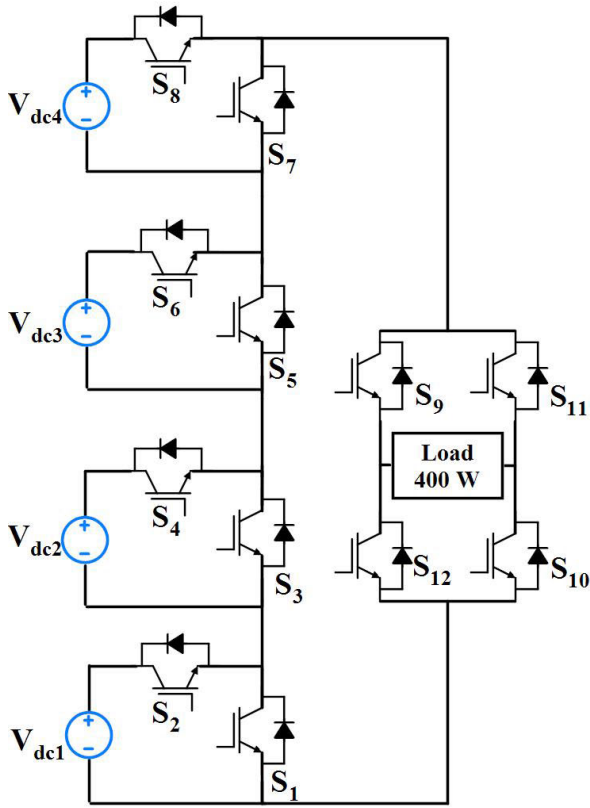 S8
Vdc4
S7
S6
Vdc3
S5
S9
S11
Load
400 W
S4
Vdc2
S3
S12
S10
S2
Vdc1
S1